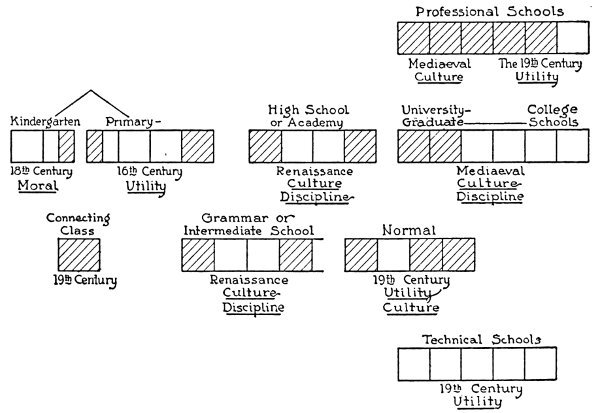 Professional Schools
Mediaeval Culture
The 19th Century Utility
Kindergarten
18th Century
Moral
Primary-
16th Century
Utility
High School
or Academy
Renaissance
Culture
Discipline-
University-
Graduate
College
Schools
Mediaeval
Culture-
Discipline
Connecting
Class
19th Century
Grammar or
Intermediate School
Renaissance
Culture-
Discipline
Normal
19th Century
Utility
Culture
Technical Schools
19th Century
Utility